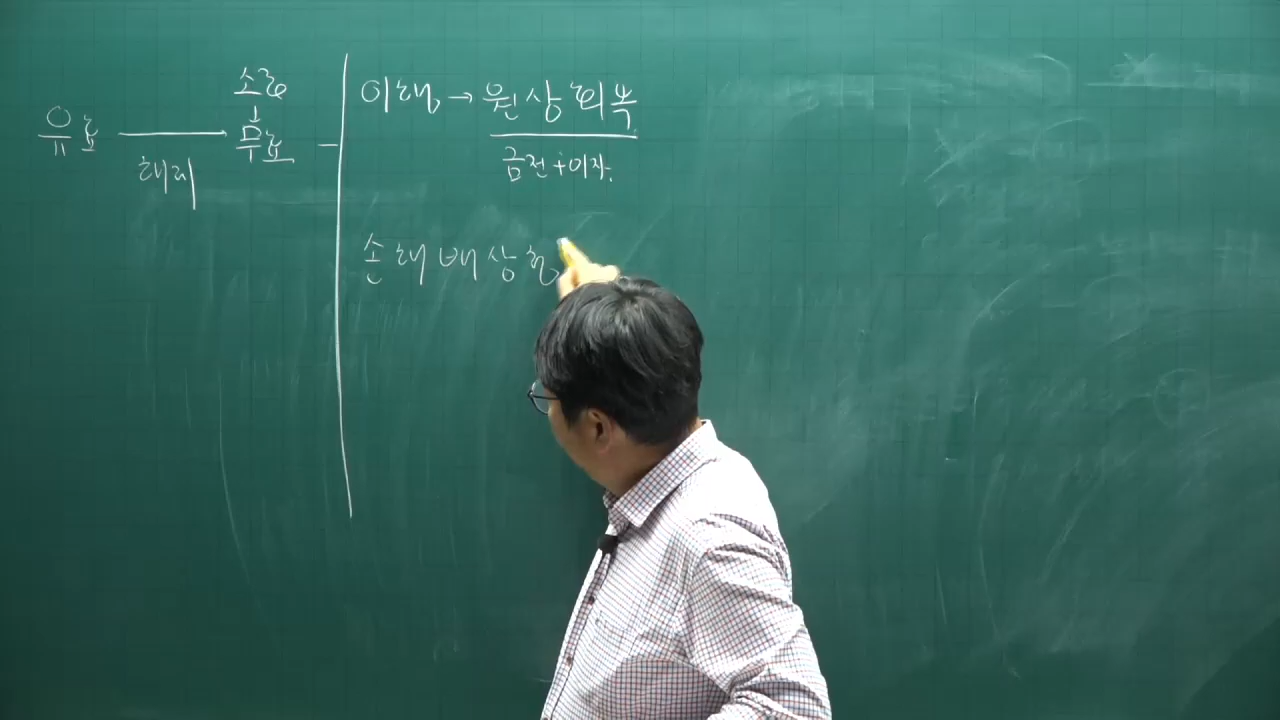 소급
↓
유효 → 무효 -
해제
이행 → 원상회복
금전+이자.
손해배상